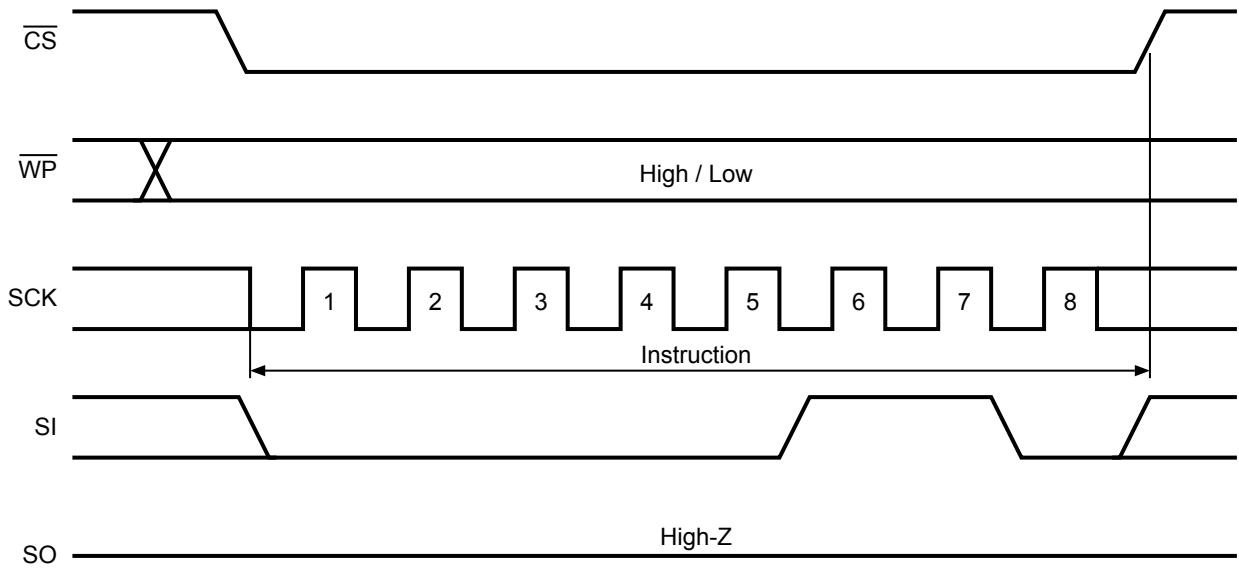 CS
WP
High / Low
SCK
1 2 3 4 5 6 7 8
Instruction
SI
High-Z
SO